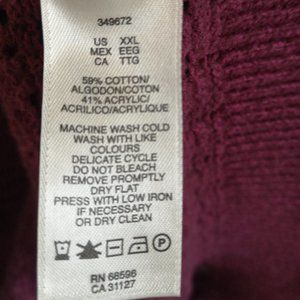 349672
US XXL
MEX EEG
CA TTG
59% COTTON/
ALGODON/COTON
41% ACRYLIC/
ACRILICO/ACRYLIQUE
MACHINE WASH COLD
WASH WITH LIKE
COLOURS
DELICATE CYCLE
DO NOT BLEACH
REMOVE PROMPTLY
DRY FLAT
PRESS WITH LOW IRON
IF NECESSARY
OR DRY CLEAN
P
RN 68596
CA 31127